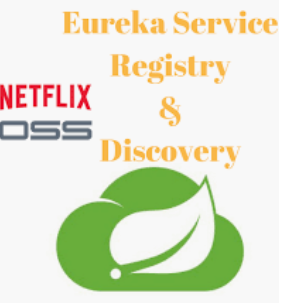 Eureka Service
Registry
&
Discovery
NETFLIX
OSS